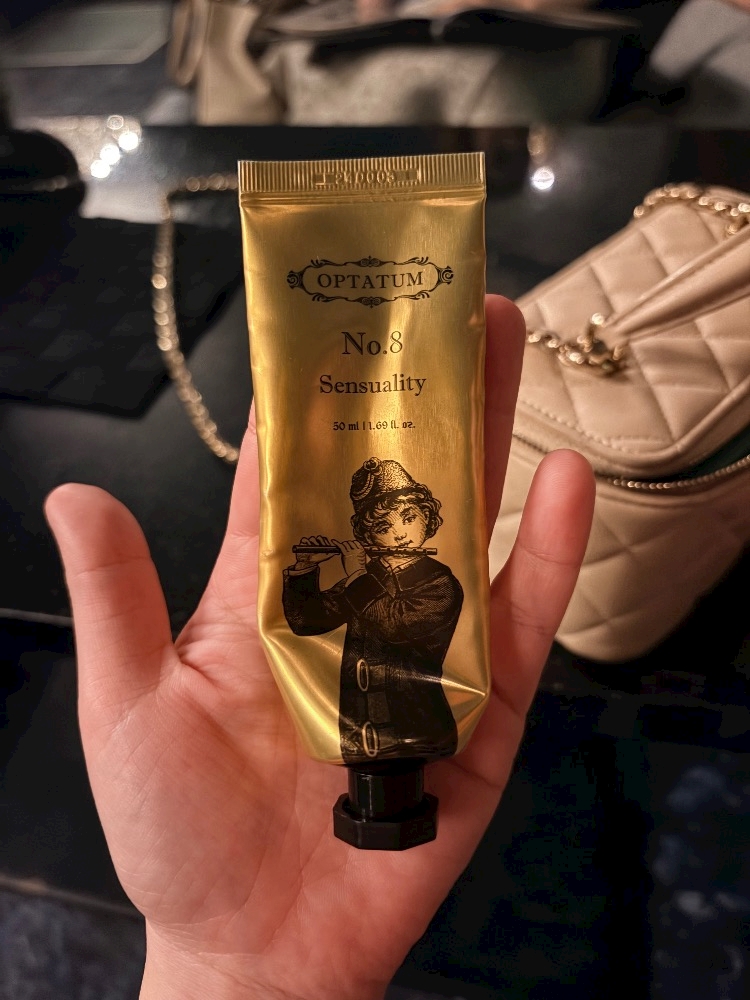 OPTATUM
No.8
Sensuality
50 ml | 1.69 fl. oz.